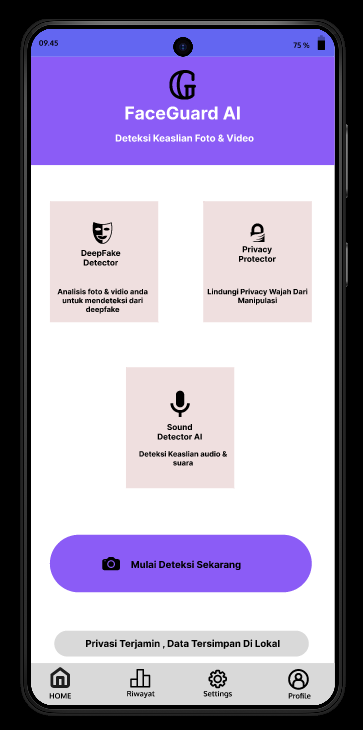 09.45
75 %
G
FaceGuard AI
Deteksi Keaslian Foto & Video
DeepFake
Detector
Analisis foto & vidio anda
untuk mendeteksi dari
deepfake
Privacy
Protector
Lindungi Privacy Wajah Dari
Manipulasi
Sound
Detector AI
Deteksi Keaslian audio &
suara
Mulai Deteksi Sekarang
Privasi Terjamin , Data Tersimpan Di Lokal
HOME
Riwayat
Settings
Profile